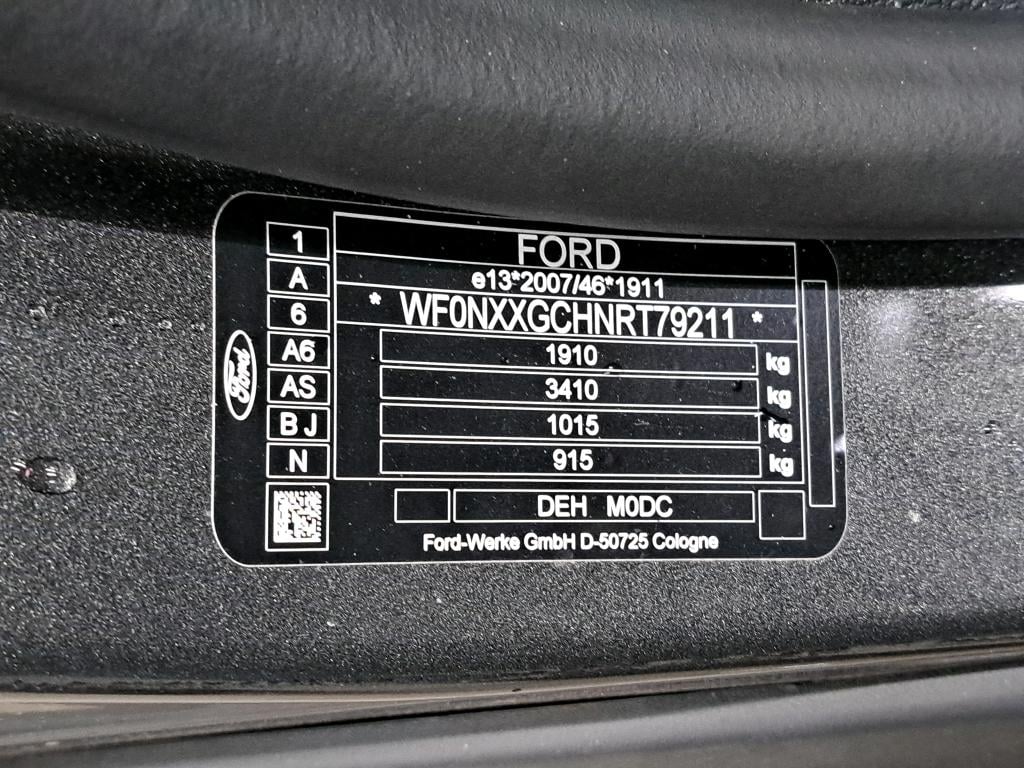 1 FORD
A e13*2007/46*1911
6 * WF0NXXGCHNRT79211 *
A6 1910 kg
AS 3410 kg
B J 1015 kg
N 915 kg
Ford
DEH M0DC
Ford-Werke GmbH D-50725 Cologne